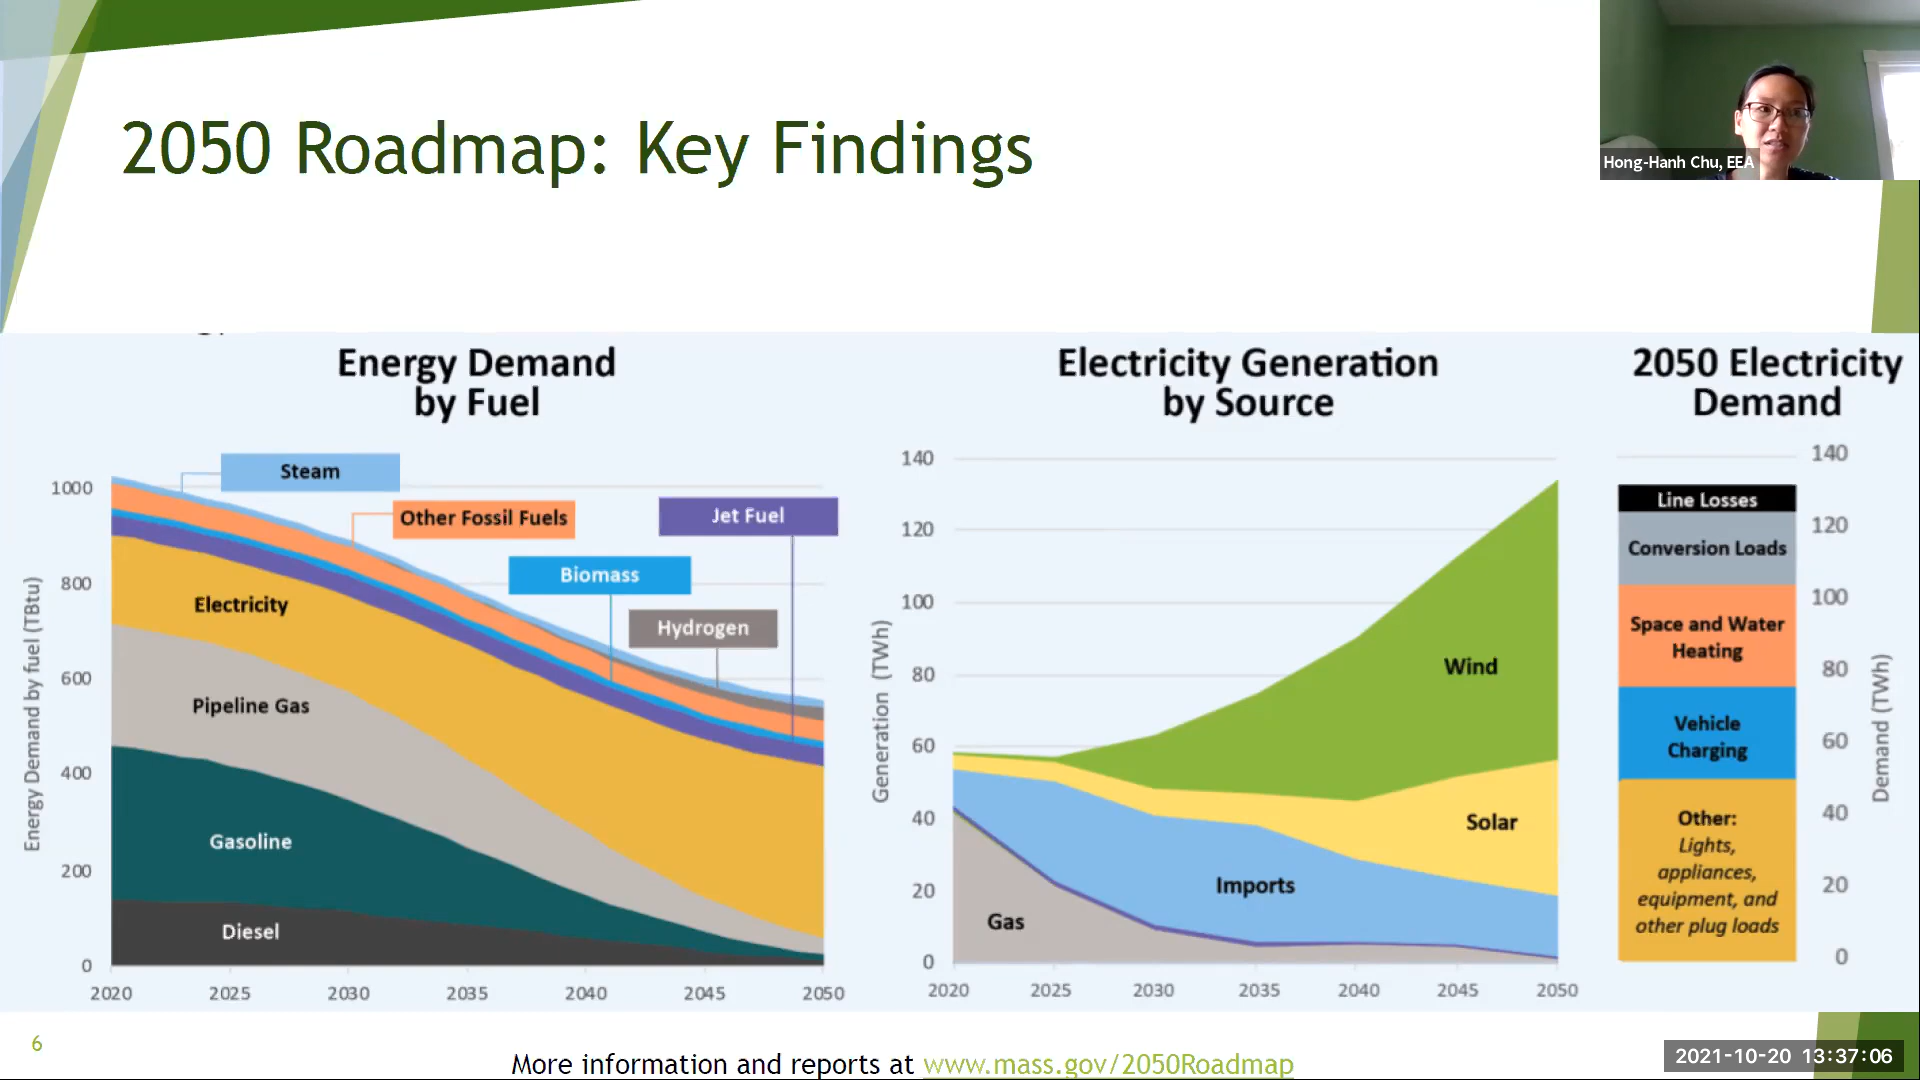 2050 Roadmap: Key Findings
Hong-Hanh Chu, EEA
Energy Demand
by Fuel
Energy Demand by fuel (TBtu)
1000
800
600
400
200
0
Steam
Other Fossil Fuels
Jet Fuel
Biomass
Hydrogen
Electricity
Pipeline Gas
Gasoline
Diesel
2020 2025 2030 2035 2040 2045 2050
Electricity Generation
by Source
Generation (TWh)
140
120
100
80
60
40
20
0
Wind
Solar
Imports
Gas
2020 2025 2030 2035 2040 2045 2050
2050 Electricity
Demand
Line Losses
Conversion Loads
Space and Water
Heating
Vehicle
Charging
Other:
Lights,
appliances,
equipment, and
other plug loads
140
120
100
80
60
40
20
0
Demand (TWh)
6
More information and reports at www.mass.gov/2050Roadmap
2021-10-20 13:37:06